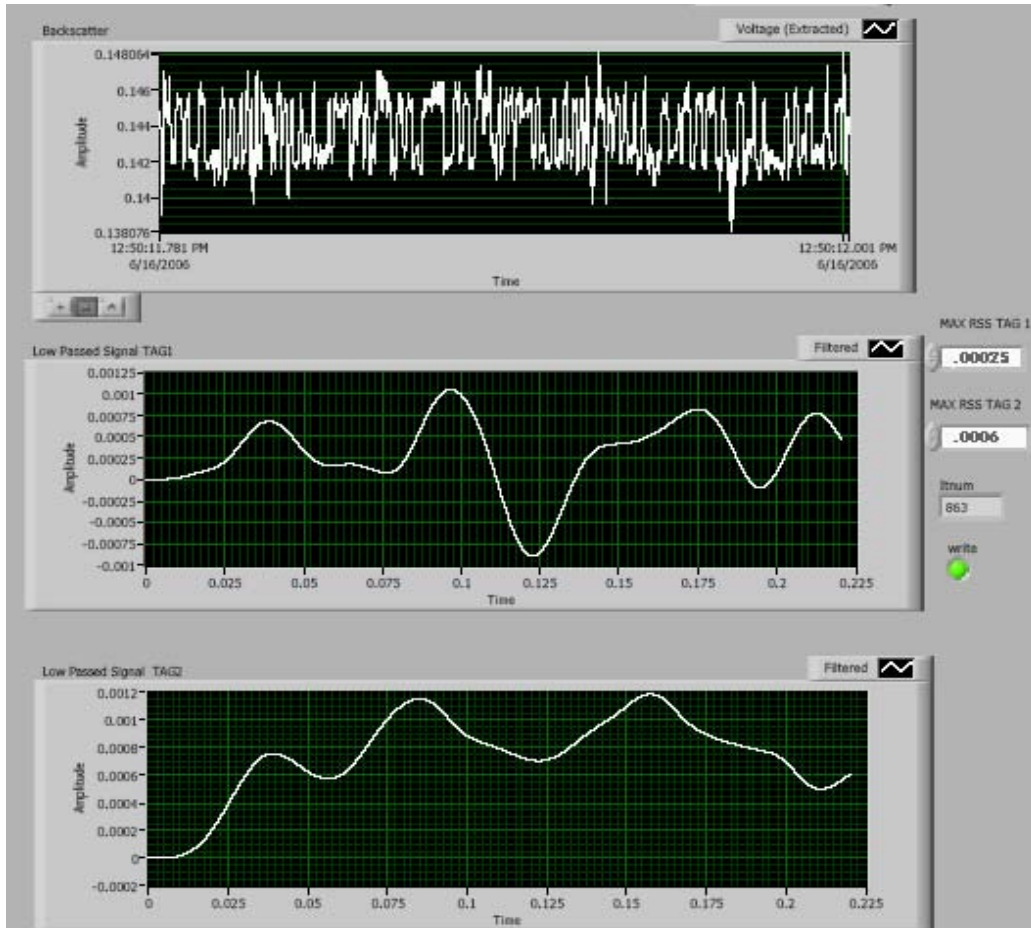 Backscatter
Voltage (Extracted)
0.148064
0.146
0.144
0.142
0.14
0.138076
Amplitude
12:50:11.781 PM
6/16/2006
12:50:12.001 PM
6/16/2006
Time
Low Passed Signal TAG1
Filtered
0.00125
0.001
0.00075
0.0005
0.00025
0
-0.00025
-0.0005
-0.00075
-0.001
Amplitude
0 0.025 0.05 0.075 0.1 0.125 0.15 0.175 0.2 0.225
Time
MAX RSS TAG 1
.00025
MAX RSS TAG 2
.0006
Itnum
863
write
Low Passed Signal TAG2
Filtered
0.0012
0.001
0.0008
0.0006
0.0004
0.0002
0
-0.0002
Amplitude
0 0.025 0.05 0.075 0.1 0.125 0.15 0.175 0.2 0.225
Time